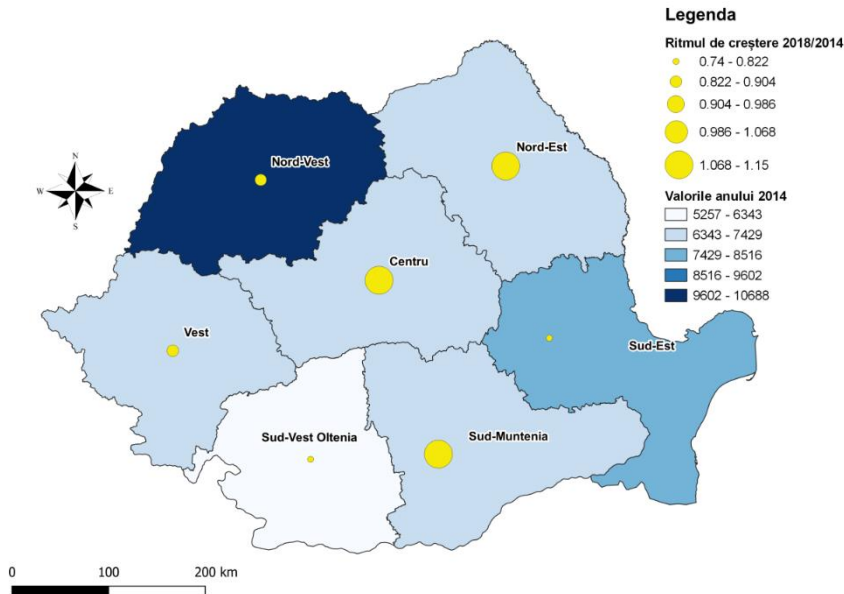 Legenda
Ritmul de creștere 2018/2014
0.74 - 0.822
0.822 - 0.904
0.904 - 0.986
0.986 - 1.068
1.068 - 1.15
Valorile anului 2014
5257 - 6343
6343 - 7429
7429 - 8516
8516 - 9602
9602 - 10688
N
W E
S
Nord-Vest
Nord-Est
Centru
Vest
Sud-Est
Sud-Vest Oltenia
Sud-Muntenia
0 100 200 km